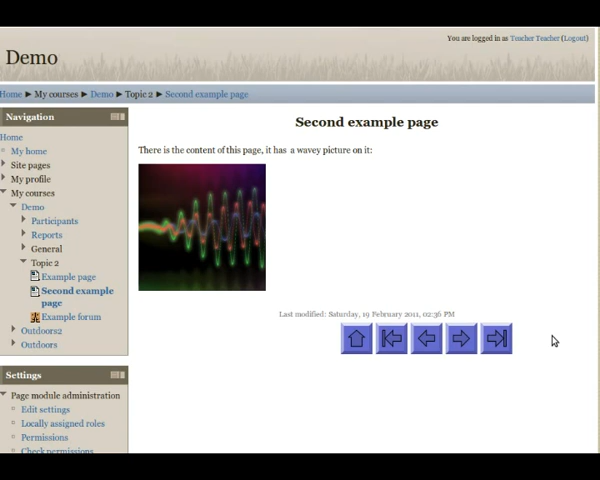 You are logged in as Teacher Teacher (Logout)
Demo
Home ► My courses ► Demo ► Topic 2 ► Second example page
Navigation
Home
My home
Site pages
My profile
My courses
Demo
Participants
Reports
General
Topic 2
Example page
Second example
page
Example forum
Outdoors2
Outdoors
Settings
Page module administration
Edit settings
Locally assigned roles
Permissions
Check permissions
Second example page
There is the content of this page, it has a wavey picture on it:
Last modified: Saturday, 19 February 2011, 02:36 PM